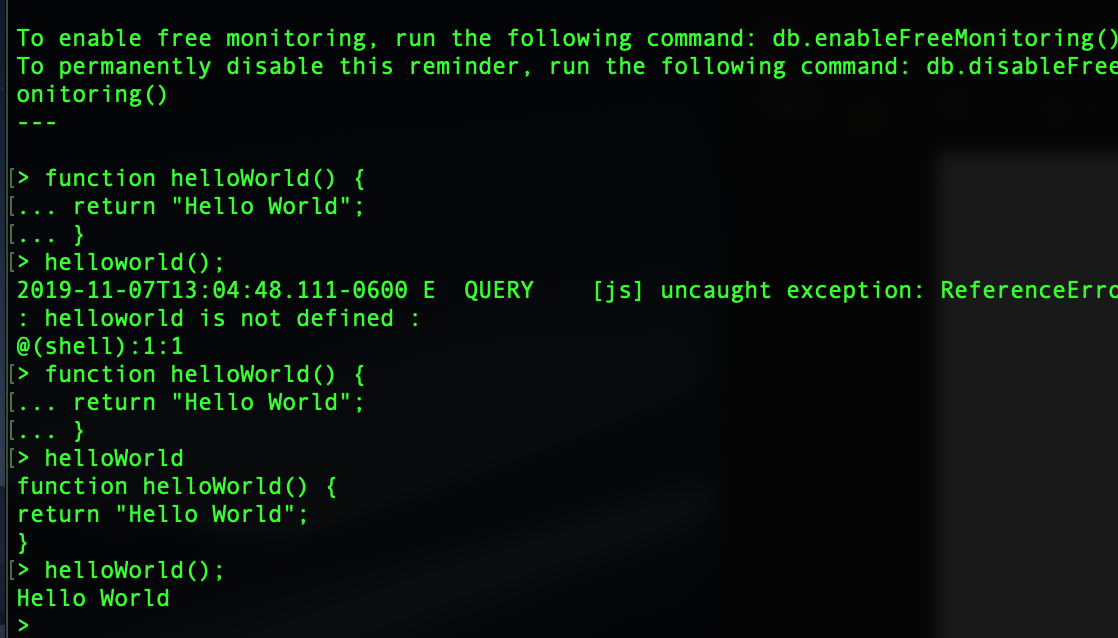 To enable free monitoring, run the following command: db.enableFreeMonitoring()
To permanently disable this reminder, run the following command: db.disableFree
onitoring()
---
[> function helloWorld() {
[... return "Hello World";
[... }
[> helloworld();
2019-11-07T13:04:48.111-0600 E  QUERY    [js] uncaught exception: ReferenceErro
: helloworld is not defined :
@(shell):1:1
[> function helloWorld() {
[... return "Hello World";
[... }
[> helloWorld
function helloWorld() {
return "Hello World";
}
[> helloWorld();
Hello World
>